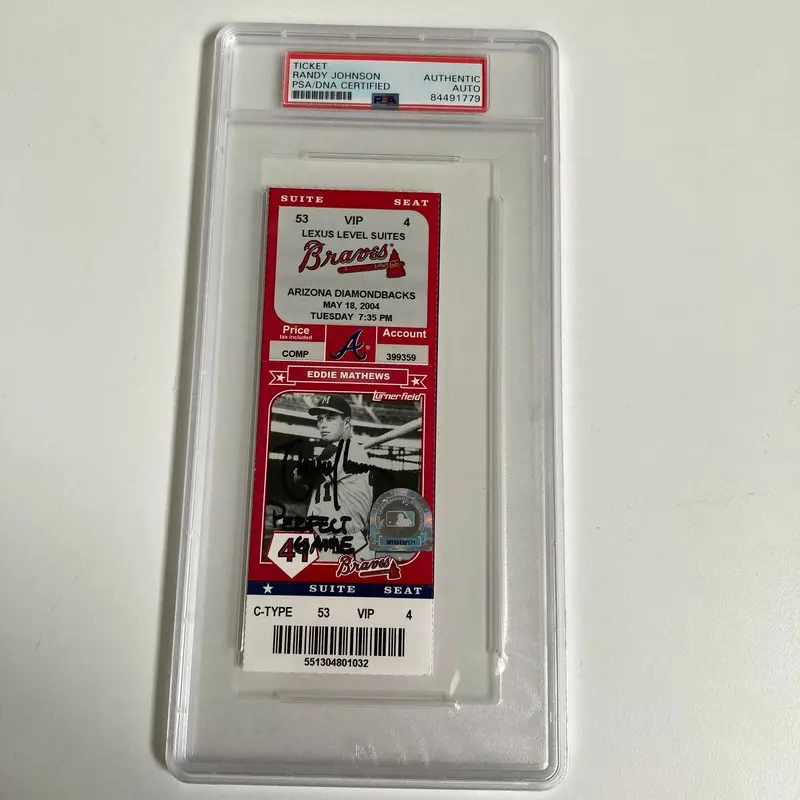 TICKET
RANDY JOHNSON
PSA/DNA CERTIFIED
AUTHENTIC
AUTO
84491779
PSA
SUITE SEAT
53 VIP 4
LEXUS LEVEL SUITES
Braves
ARIZONA DIAMONDBACKS
MAY 18, 2004
TUESDAY 7:35 PM
Price Account
tax included
COMP A 399359
EDDIE MATHEWS
Turner field
M
PERFECT
GAME
41
Braves
SUITE SEAT
C-TYPE 53 VIP 4
551304801032